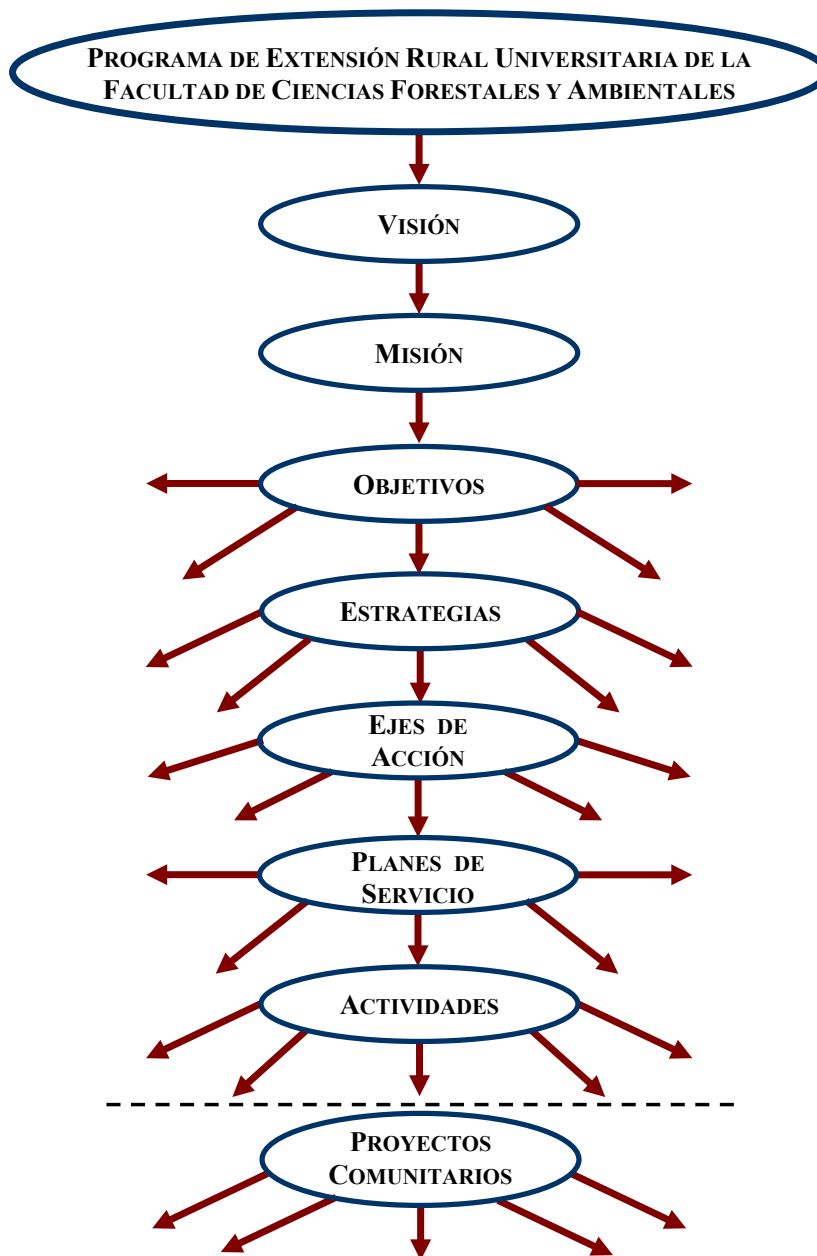 PROGRAMA DE EXTENSIÓN RURAL UNIVERSITARIA DE LA
FACULTAD DE CIENCIAS FORESTALES Y AMBIENTALES
VISIÓN
MISIÓN
OBJETIVOS
ESTRATEGIAS
EJES DE
ACCIÓN
PLANES DE
SERVICIO
ACTIVIDADES
PROYECTOS
COMUNITARIOS